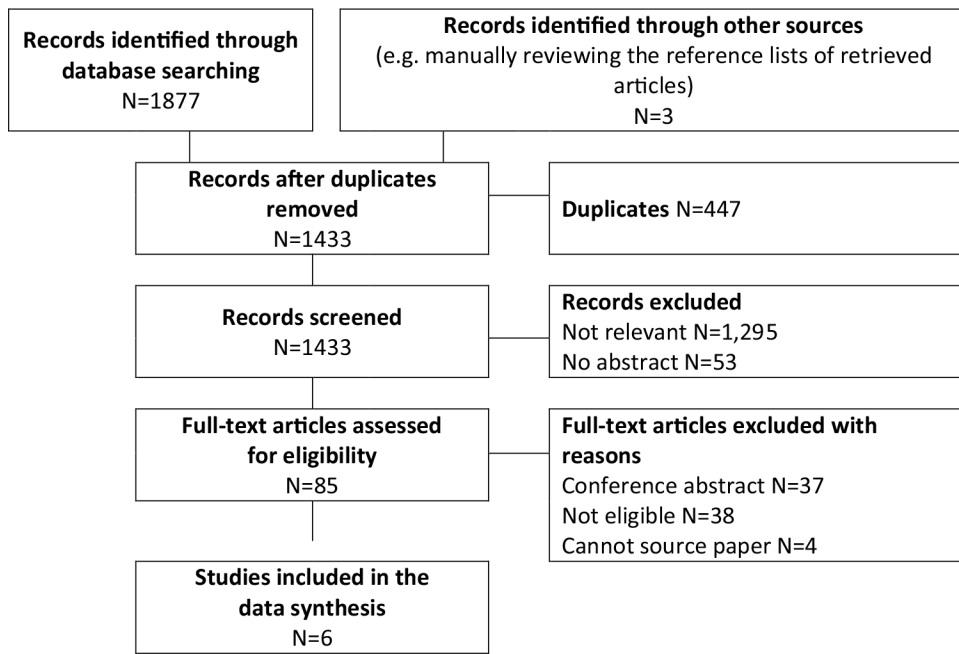 Records identified through
database searching
N=1877
Records identified through other sources
(e.g. manually reviewing the reference lists of retrieved
articles)
N=3
Records after duplicates
removed
N=1433
Duplicates N=447
Records screened
N=1433
Records excluded
Not relevant N=1,295
No abstract N=53
Full-text articles assessed
for eligibility
N=85
Full-text articles excluded with
reasons
Conference abstract N=37
Not eligible N=38
Cannot source paper N=4
Studies included in the
data synthesis
N=6